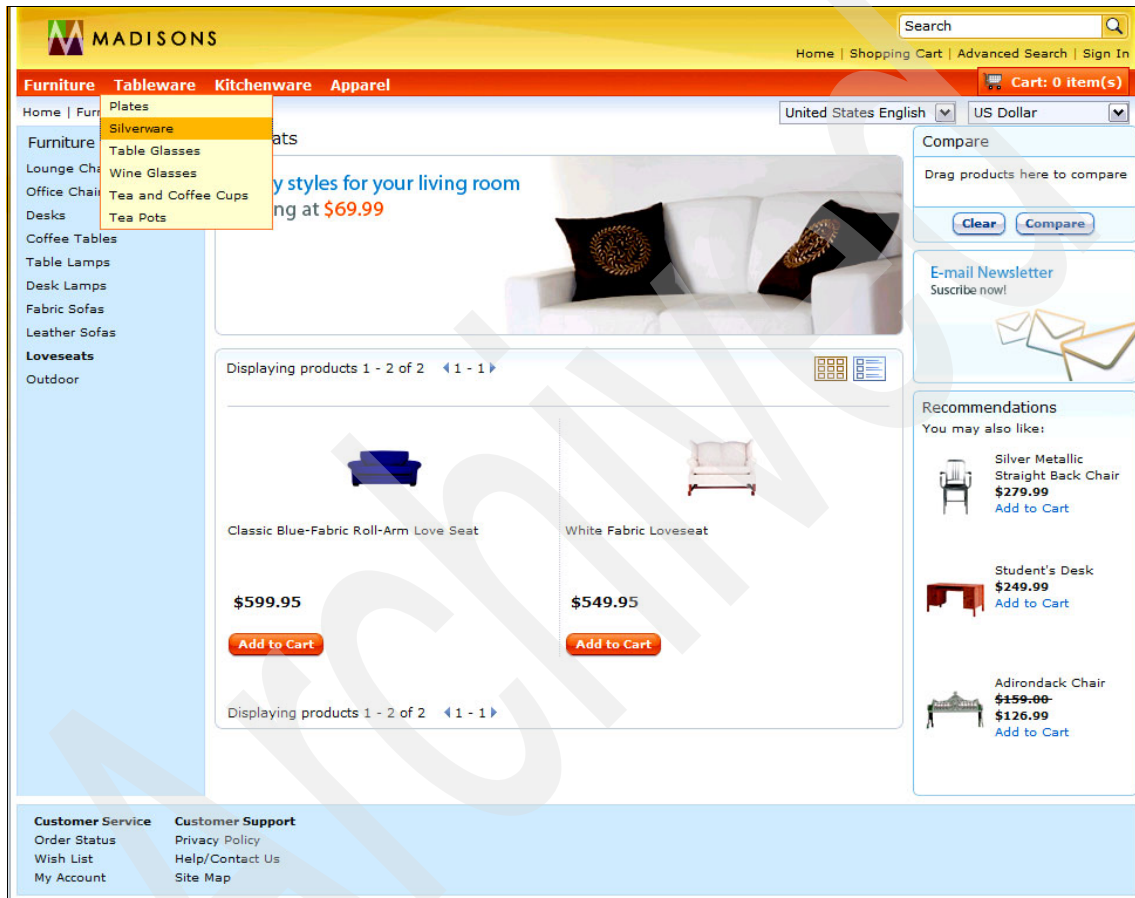 MADISONS
Search
Home | Shopping Cart | Advanced Search | Sign In
Furniture Tableware Kitchenware Apparel
Cart: 0 item(s)
Home | Furn
United States English
US Dollar
Plates
Silverware
Table Glasses
Wine Glasses
Tea and Coffee Cups
Tea Pots
Furniture
Lounge Cha
Office Chair
Desks
Coffee Tables
Table Lamps
Desk Lamps
Fabric Sofas
Leather Sofas
Loveseats
Outdoor
ats
y styles for your living room
ng at $69.99
Displaying products 1 - 2 of 2 1 - 1
Classic Blue-Fabric Roll-Arm Love Seat
$599.95
Add to Cart
White Fabric Loveseat
$549.95
Add to Cart
Displaying products 1 - 2 of 2 1 - 1
Compare
Drag products here to compare
Clear Compare
E-mail Newsletter
Suscribe now!
Recommendations
You may also like:
Silver Metallic
Straight Back Chair
$279.99
Add to Cart
Student's Desk
$249.99
Add to Cart
Adirondack Chair
$159.00
$126.99
Add to Cart
Customer Service
Order Status
Wish List
My Account
Customer Support
Privacy Policy
Help/Contact Us
Site Map
Archived